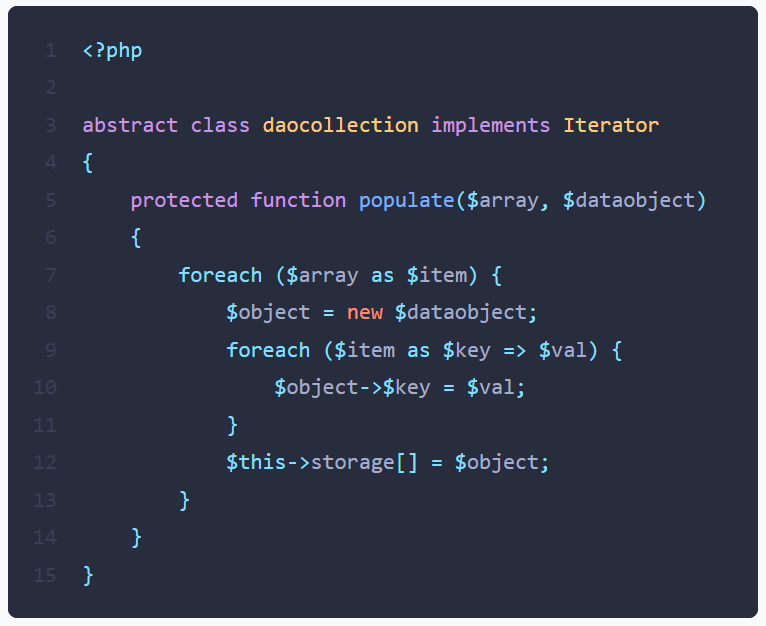 1 <?php
2
3 abstract class daocollection implements Iterator
4 {
5     protected function populate($array, $dataobject)
6     {
7         foreach ($array as $item) {
8             $object = new $dataobject;
9             foreach ($item as $key => $val) {
10                 $object->$key = $val;
11             }
12             $this->storage[] = $object;
13         }
14     }
15 }